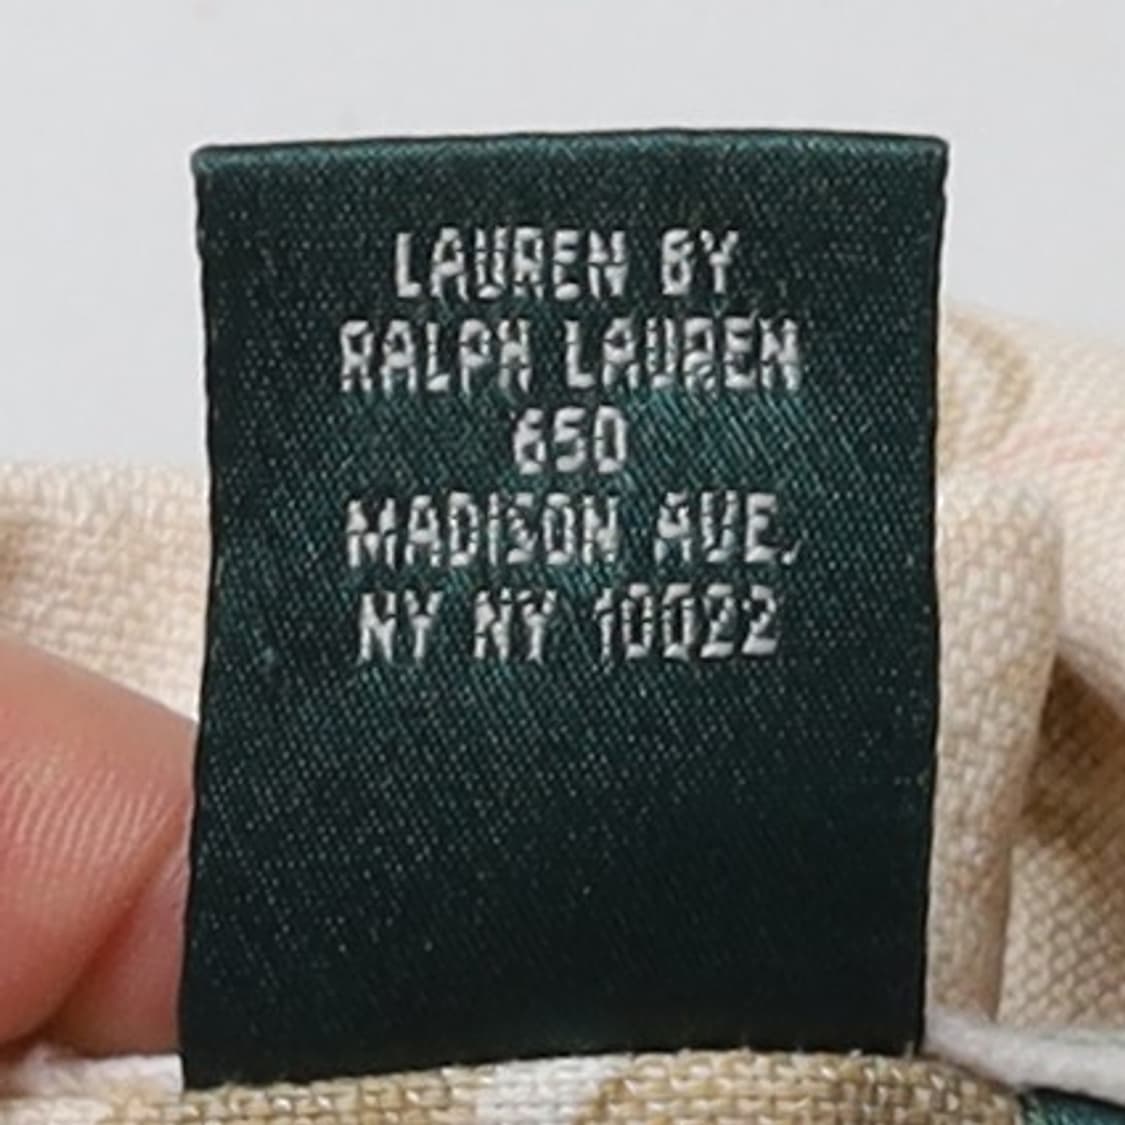 LAUREN BY
RALPH LAUREN
650
MADISON AVE.
NY NY 10022